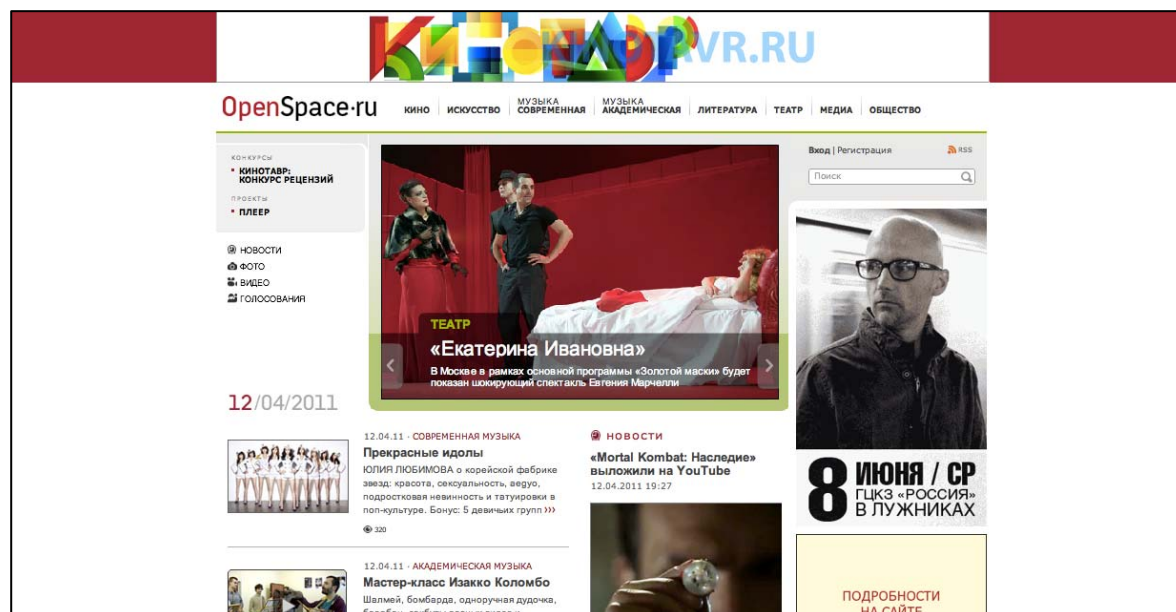 КИНОТАВР
KINOTAVR.RU
OpenSpace.ru
КИНО
ИСКУССТВО
МУЗЫКА
СОВРЕМЕННАЯ
МУЗЫКА
АКАДЕМИЧЕСКАЯ
ЛИТЕРАТУРА
ТЕАТР
МЕДИА
ОБЩЕСТВО
КОНКУРСЫ
КИНОТАВР:
КОНКУРС РЕЦЕНЗИЙ
ПРОЕКТЫ
ПЛЕЕР
НОВОСТИ
ФОТО
ВИДЕО
ГОЛОСОВАНИЯ
12/04/2011
ТЕАТР
«Екатерина Ивановна»
В Москве в рамках основной программы «Золотой маски» будет
показан шокирующий спектакль Евгения Марчелли
Вход | Регистрация
RSS
Поиск
8 ИЮНЯ / СР
ГЦКЗ «РОССИЯ»
В ЛУЖНИКАХ
ПОДРОБНОСТИ
НА САЙТЕ
12.04.11 · СОВРЕМЕННАЯ МУЗЫКА
Прекрасные идолы
ЮЛИЯ ЛЮБИМОВА о корейской фабрике
звезд: красота, сексуальность, aegyo,
подростковая невинность и татуировки в
поп-культуре. Бонус: 5 девичьих групп ›››
320
12.04.11 · АКАДЕМИЧЕСКАЯ МУЗЫКА
Мастер-класс Изакко Коломбо
Шалмей, бомбарда, одноручная дудочка,
НОВОСТИ
«Mortal Kombat: Наследие»
выложили на YouTube
12.04.2011 19:27